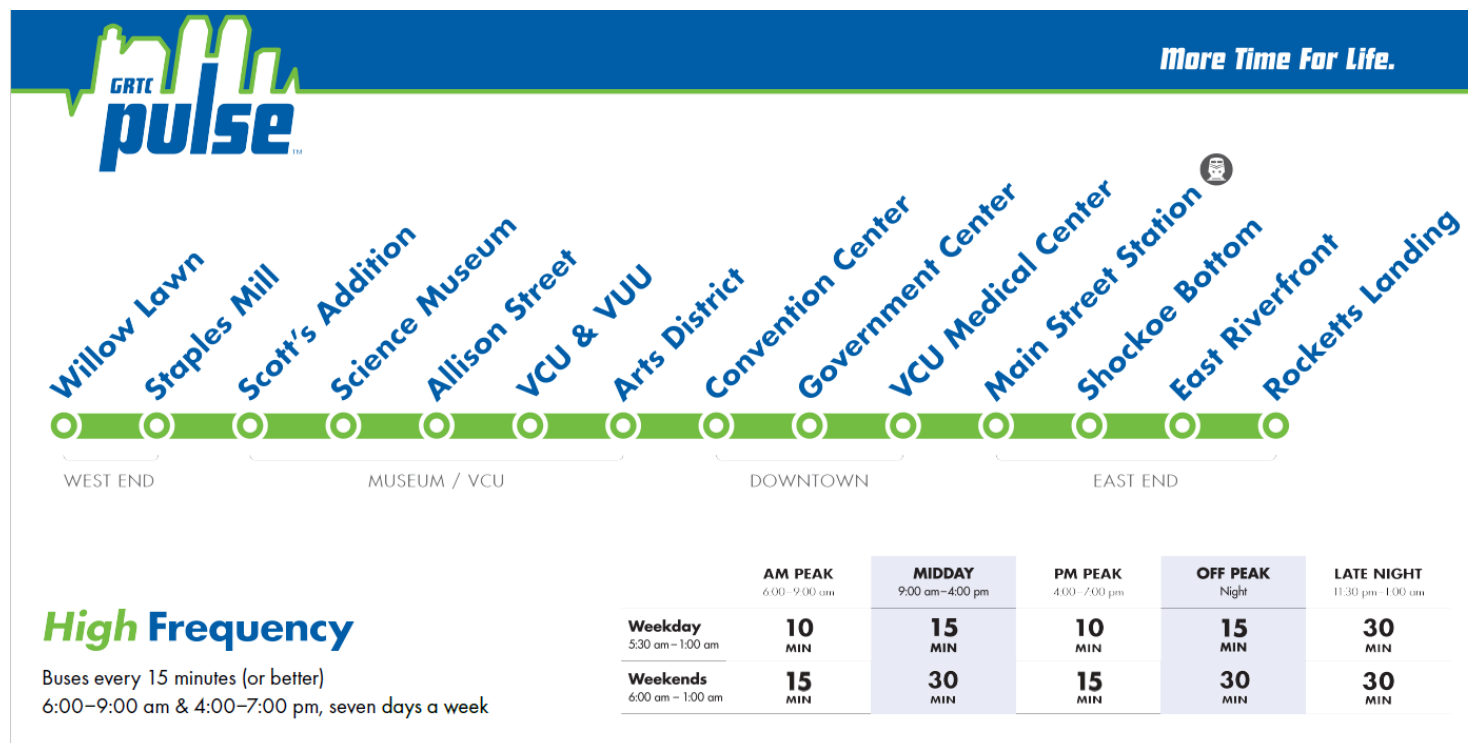 More Time For Life.
GRTC
pulse™
Willow Lawn
Staples Mill
Scott's Addition
Science Museum
Allison Street
VCU & VUU
Arts District
Convention Center
Government Center
VCU Medical Center
Main Street Station
Shockoe Bottom
East Riverfront
Rocketts Landing
WEST END
MUSEUM / VCU
DOWNTOWN
EAST END
High Frequency
Buses every 15 minutes (or better)
6:00–9:00 am & 4:00–7:00 pm, seven days a week
AM PEAK MIDDAY PM PEAK OFF PEAK LATE NIGHT
6:00–9:00 am 9:00 am–4:00 pm 4:00–7:00 pm Night 11:30 pm–1:00 am
Weekday 10 15 10 15 30
5:30 am–1:00 am MIN MIN MIN MIN MIN
Weekends 15 30 15 30 30
6:00 am – 1:00 am MIN MIN MIN MIN MIN